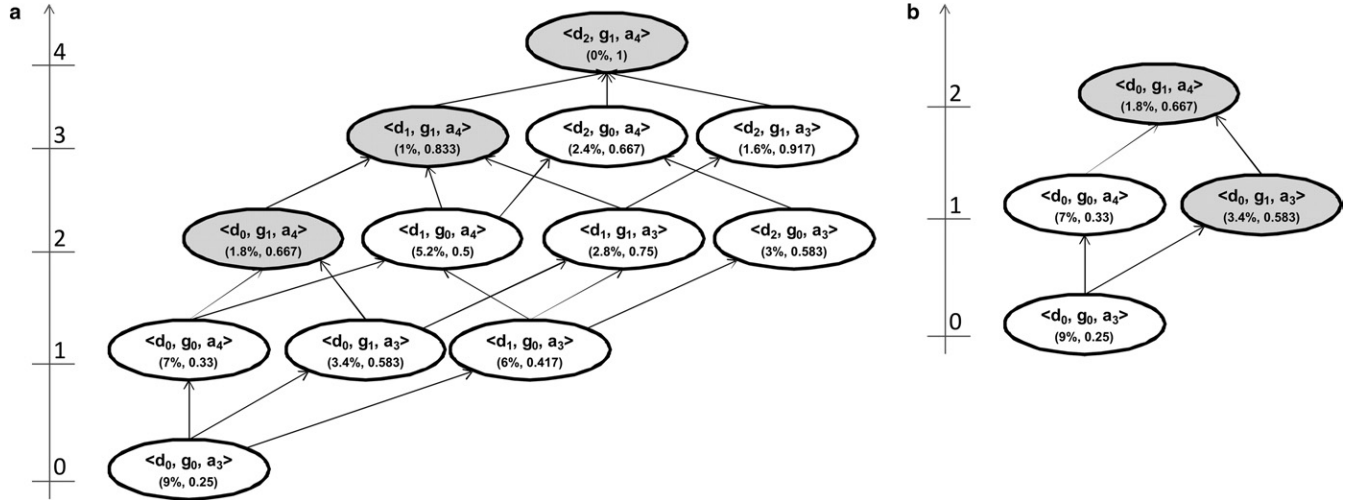 a
4
<d₂, g₁, a₄>
(0%, 1)
3
<d₁, g₁, a₄>
(1%, 0.833)
<d₂, g₀, a₄>
(2.4%, 0.667)
<d₂, g₁, a₃>
(1.6%, 0.917)
2
<d₀, g₁, a₄>
(1.8%, 0.667)
<d₁, g₀, a₄>
(5.2%, 0.5)
<d₁, g₁, a₃>
(2.8%, 0.75)
<d₂, g₀, a₃>
(3%, 0.583)
1
<d₀, g₀, a₄>
(7%, 0.33)
<d₀, g₁, a₃>
(3.4%, 0.583)
<d₁, g₀, a₃>
(6%, 0.417)
0
<d₀, g₀, a₃>
(9%, 0.25)
b
2
<d₀, g₁, a₄>
(1.8%, 0.667)
1
<d₀, g₀, a₄>
(7%, 0.33)
<d₀, g₁, a₃>
(3.4%, 0.583)
0
<d₀, g₀, a₃>
(9%, 0.25)